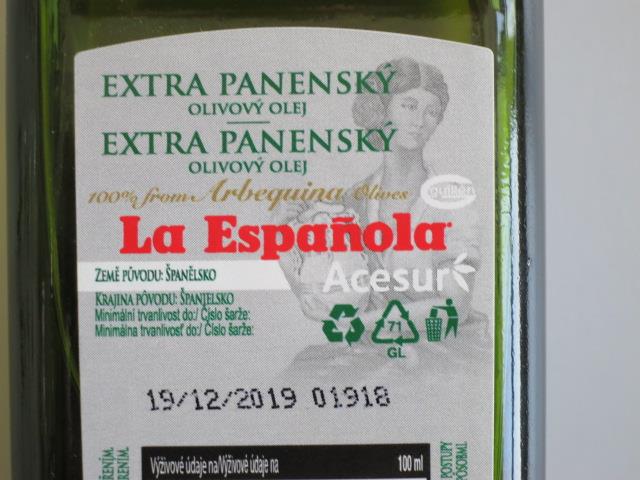 EXTRA PANENSKÝ
OLIVOVÝ OLEJ
EXTRA PANENSKÝ
OLIVOVÝ OLEJ
100% from Arbequina Olives
guillén
La Española
ZEMĚ PŮVODU: ŠPANĚLSKO
Acesur
KRAJINA PÔVODU: ŠPANIELSKO
Minimální trvanlivost do:/ Číslo šarže:
Minimálna trvanlivosť do:/ Číslo šarže:
71
GL
19/12/2019 01918
Výživové údaje na/Výživové údaje na 100 ml
POSTUPY